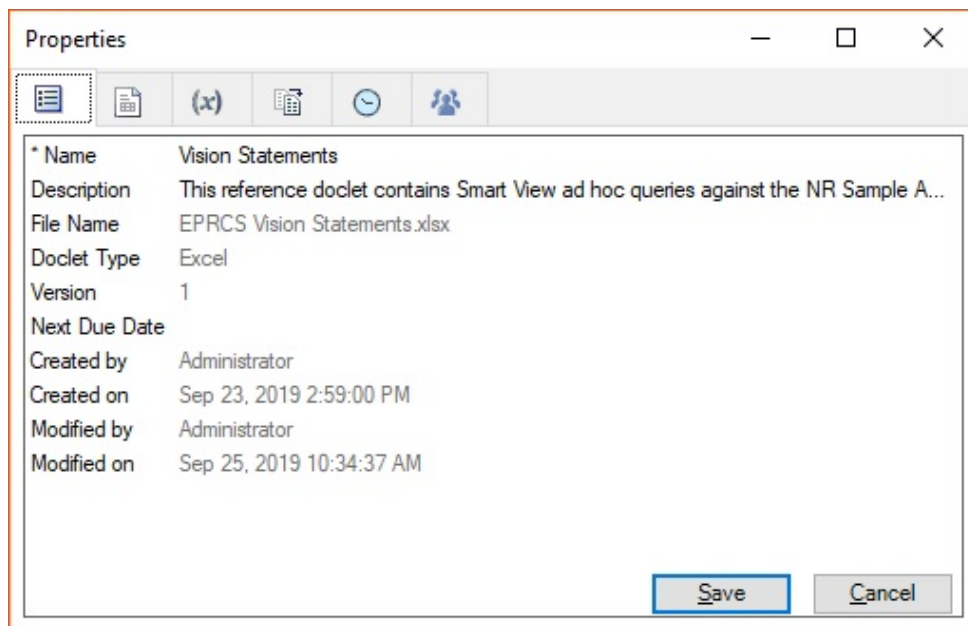 Properties
(x)
* Name Vision Statements
Description This reference doclet contains Smart View ad hoc queries against the NR Sample A...
File Name EPRCS Vision Statements.xlsx
Doclet Type Excel
Version 1
Next Due Date
Created by Administrator
Created on Sep 23, 2019 2:59:00 PM
Modified by Administrator
Modified on Sep 25, 2019 10:34:37 AM
Save Cancel